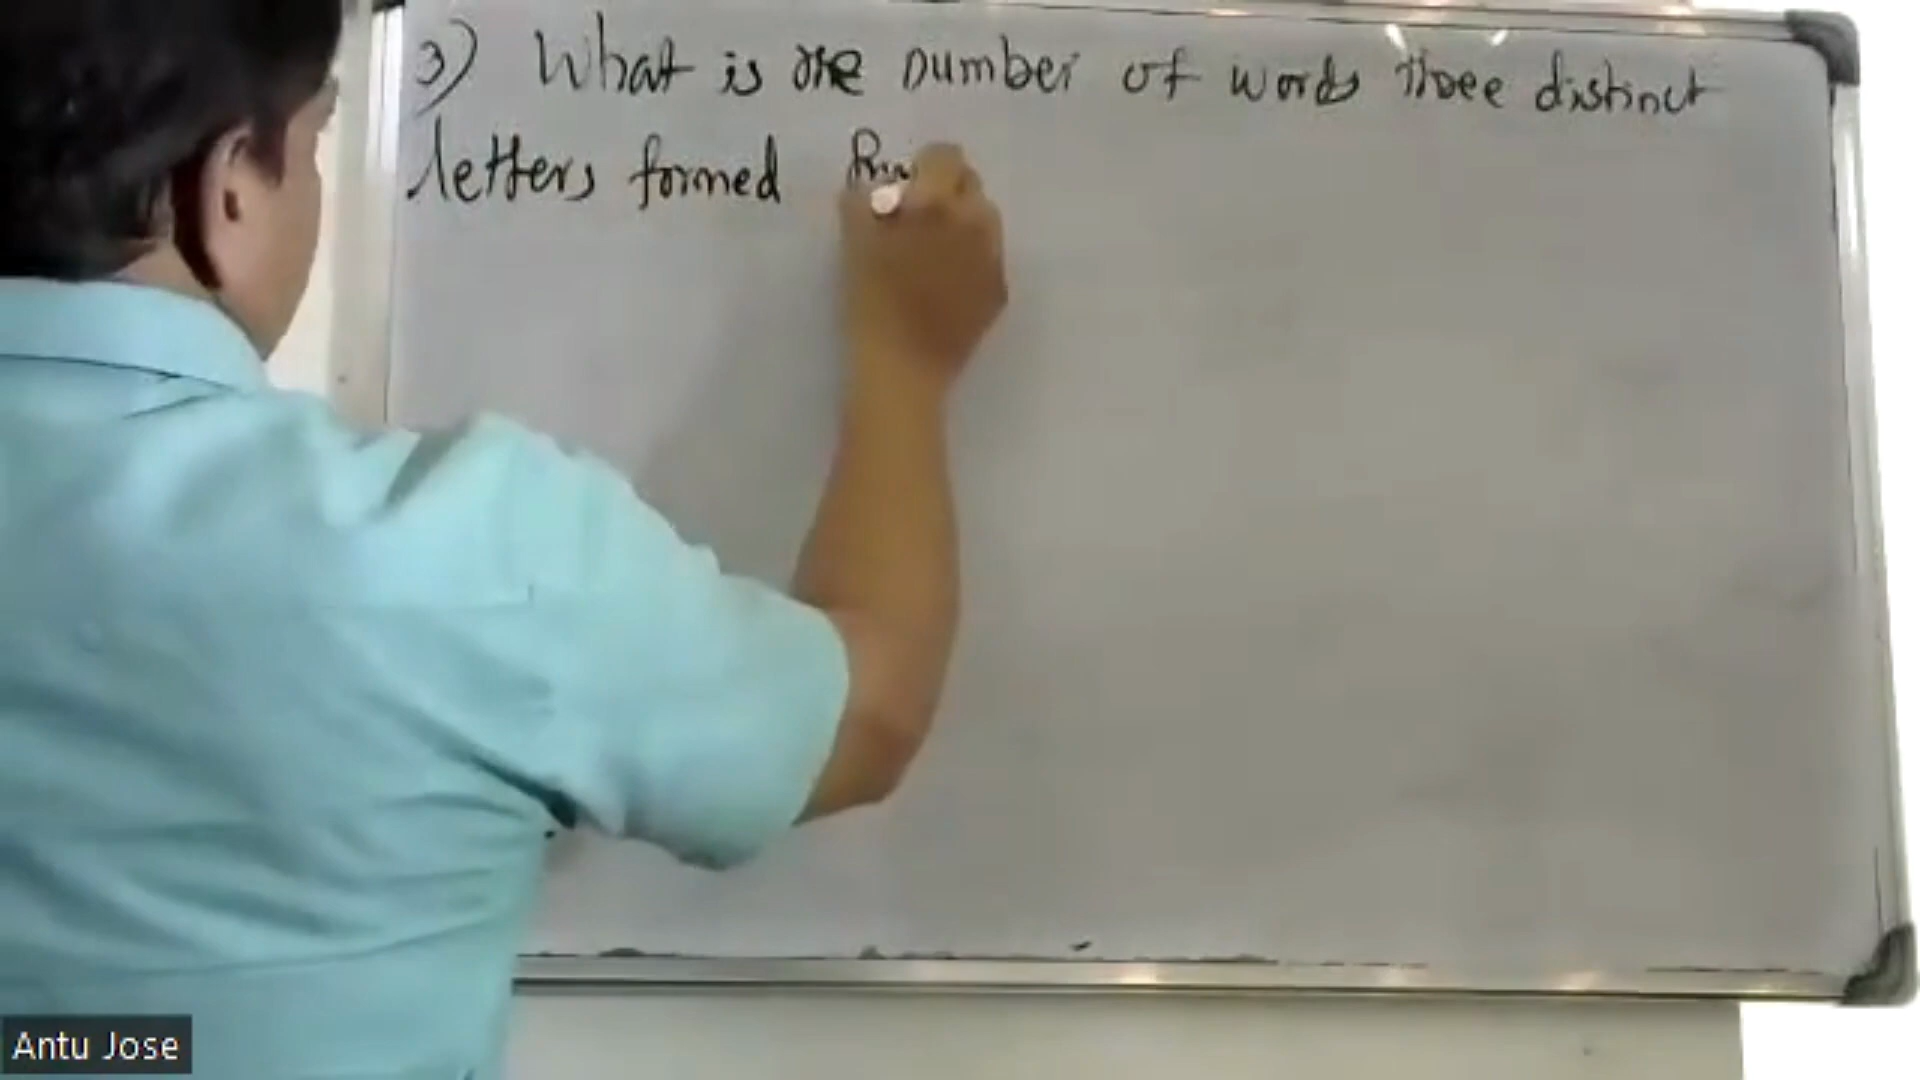 3) What is the number of words three distinct
letters formed
Antu Jose